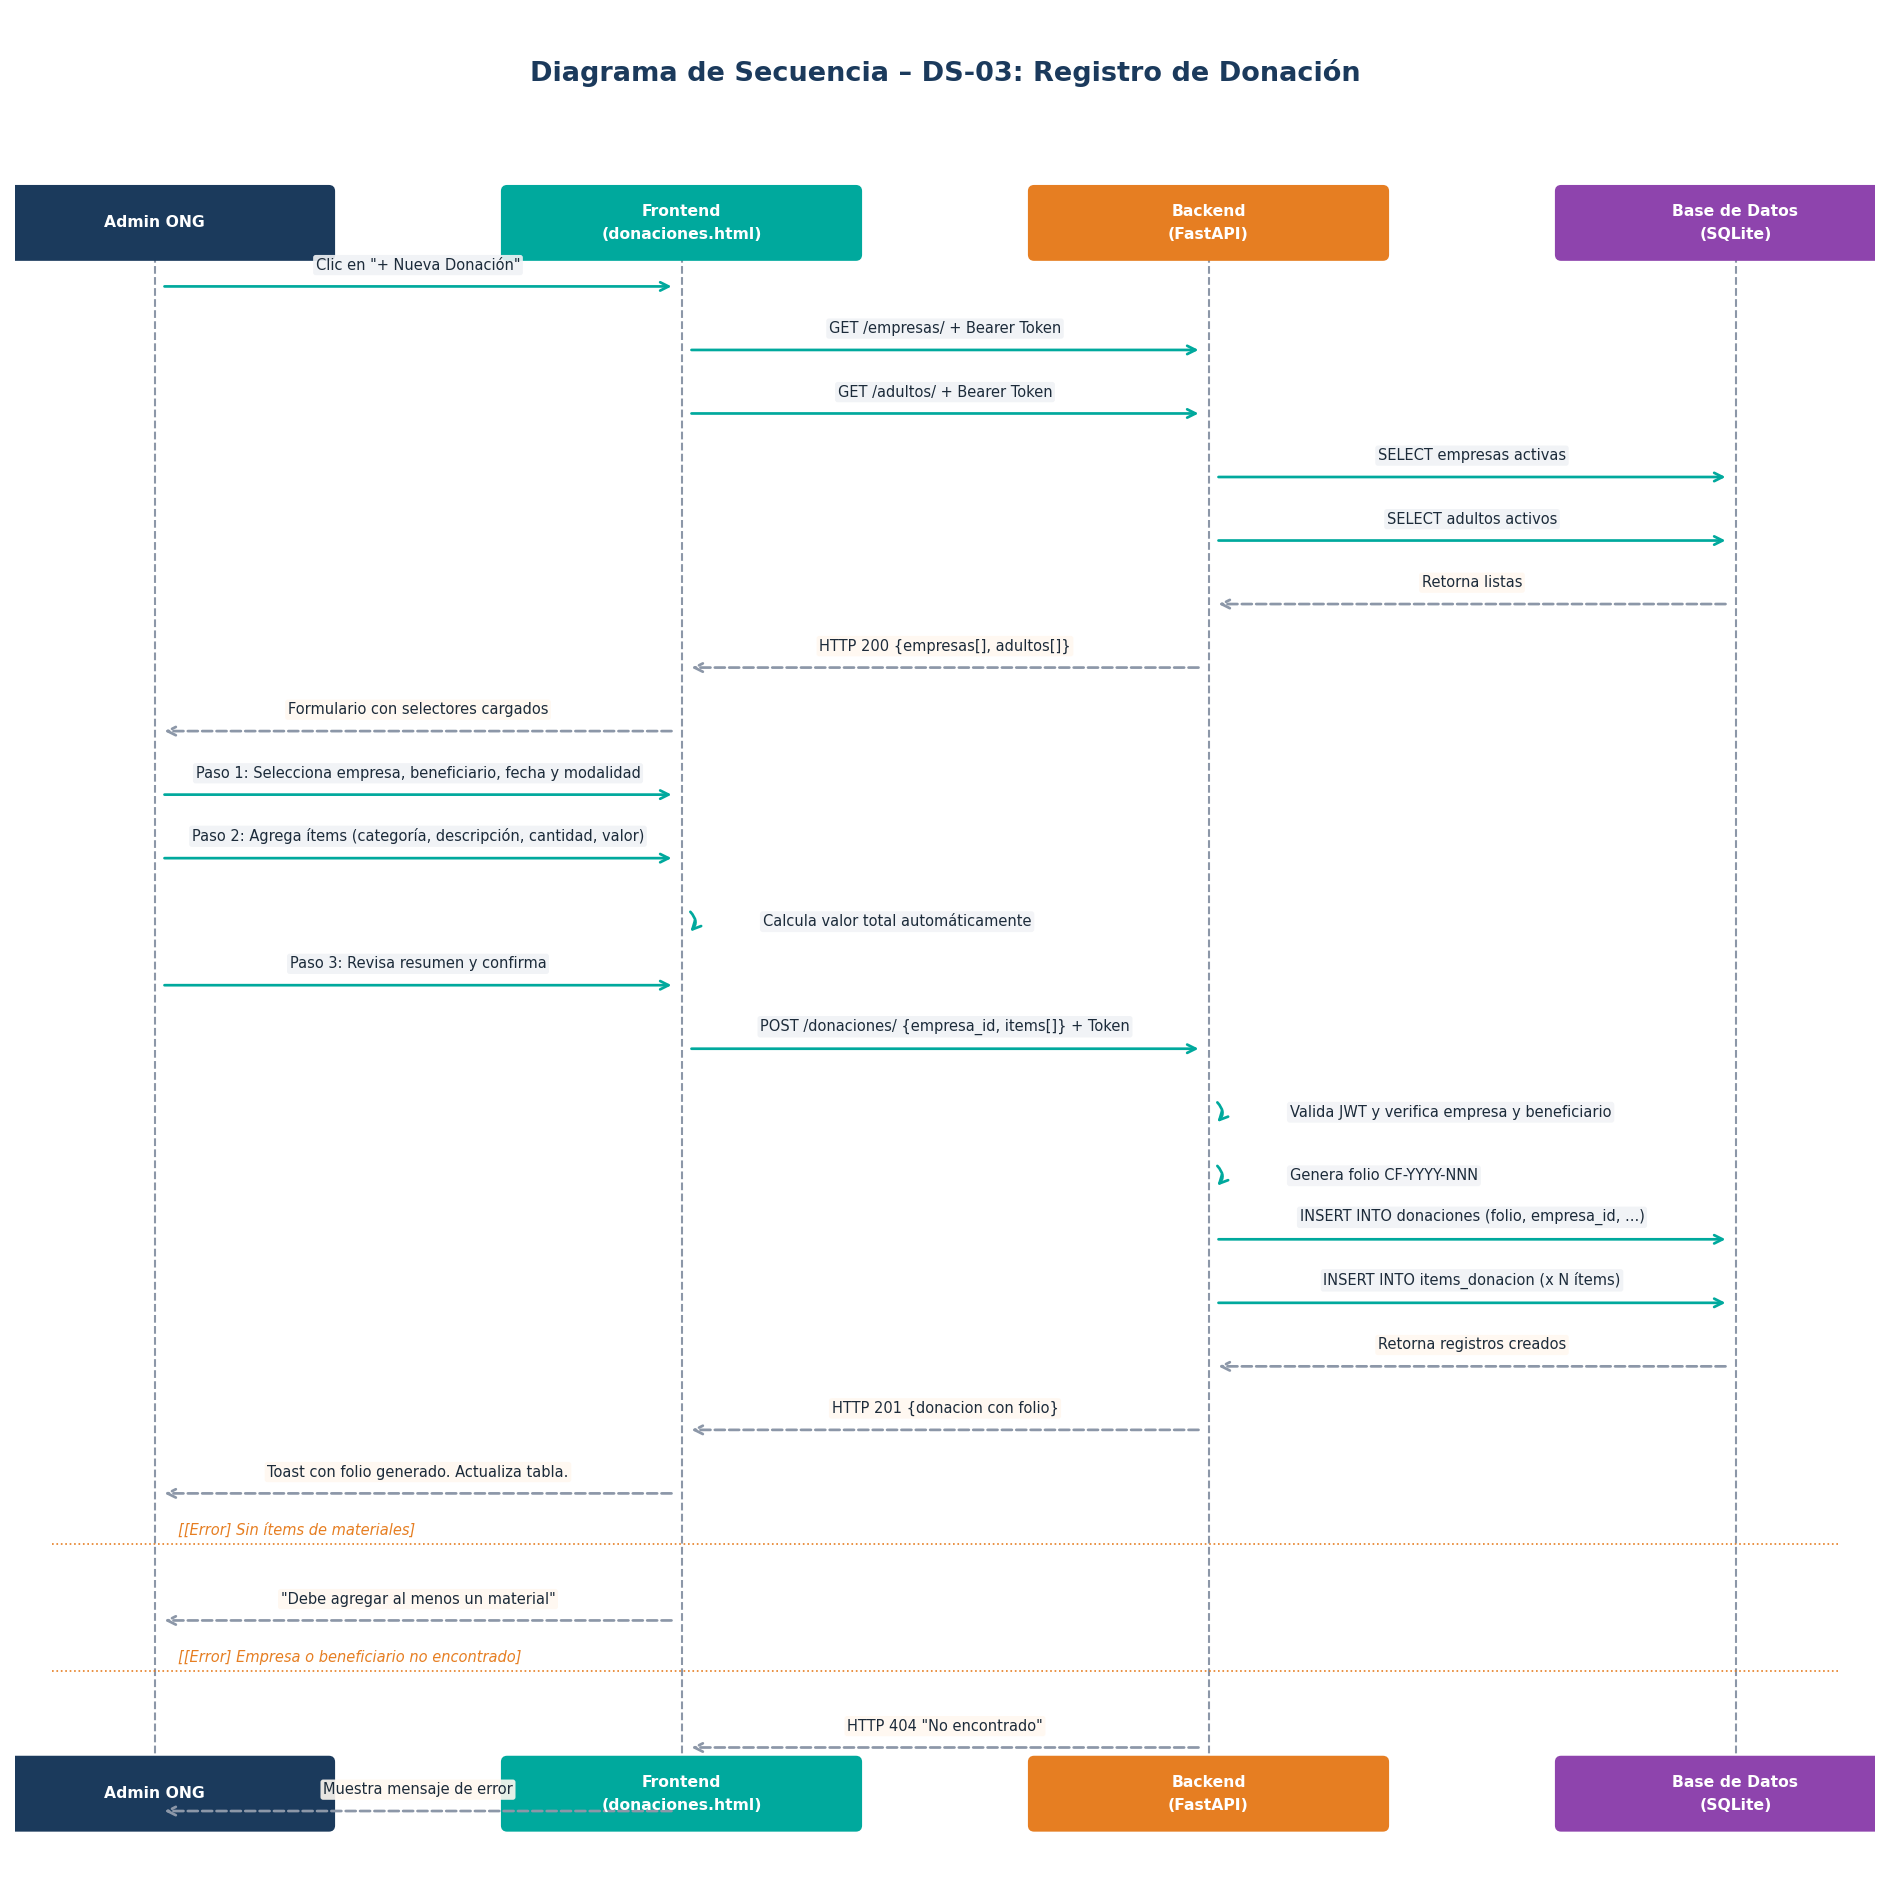 Diagrama de Secuencia – DS-03: Registro de Donación
Admin ONG
Frontend
(donaciones.html)
Backend
(FastAPI)
Base de Datos
(SQLite)
Clic en "+ Nueva Donación"
GET /empresas/ + Bearer Token
GET /adultos/ + Bearer Token
SELECT empresas activas
SELECT adultos activos
Retorna listas
HTTP 200 {empresas[], adultos[]}
Formulario con selectores cargados
Paso 1: Selecciona empresa, beneficiario, fecha y modalidad
Paso 2: Agrega ítems (categoría, descripción, cantidad, valor)
Calcula valor total automáticamente
Paso 3: Revisa resumen y confirma
POST /donaciones/ {empresa_id, items[]} + Token
Valida JWT y verifica empresa y beneficiario
Genera folio CF-YYYY-NNN
INSERT INTO donaciones (folio, empresa_id, ...)
INSERT INTO items_donacion (x N ítems)
Retorna registros creados
HTTP 201 {donacion con folio}
Toast con folio generado. Actualiza tabla.
[[Error] Sin ítems de materiales]
"Debe agregar al menos un material"
[[Error] Empresa o beneficiario no encontrado]
HTTP 404 "No encontrado"
Muestra mensaje de error
Admin ONG
Frontend
(donaciones.html)
Backend
(FastAPI)
Base de Datos
(SQLite)